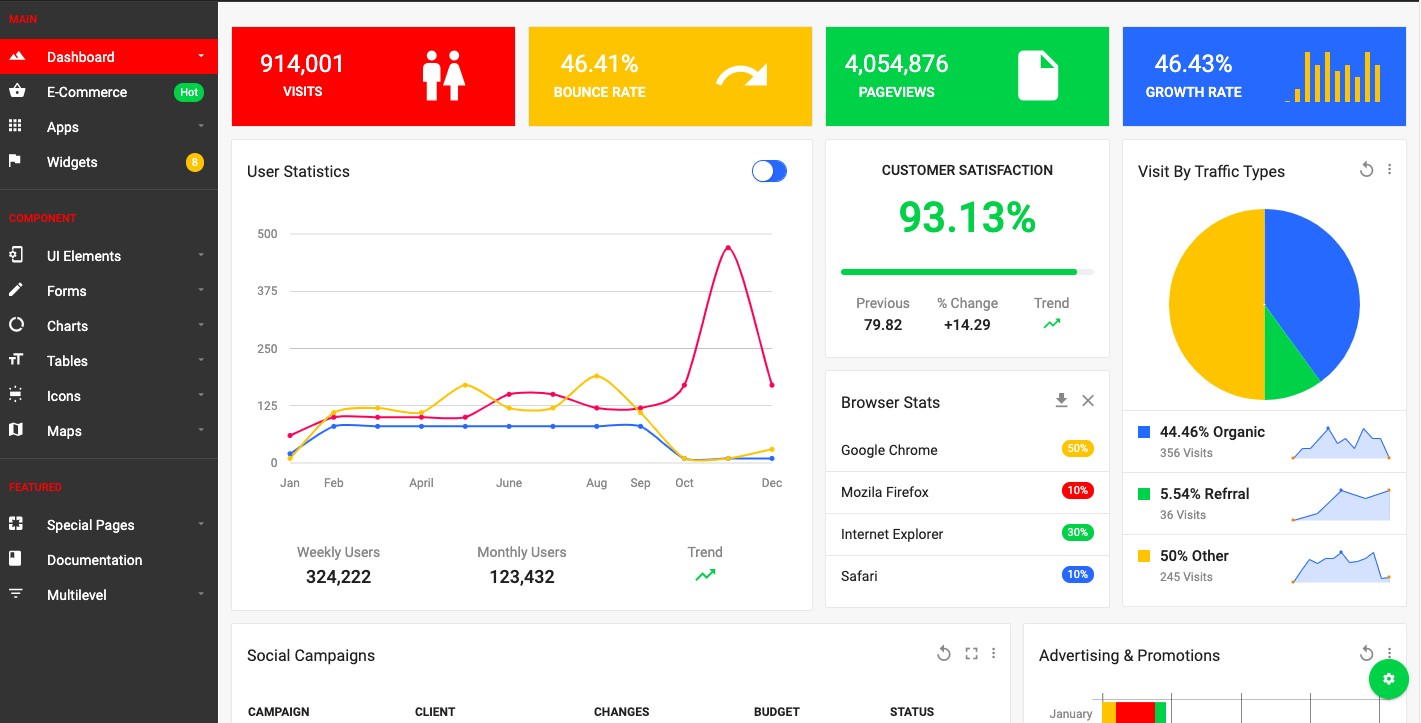 MAIN
Dashboard
E-Commerce Hot
Apps
Widgets 8
COMPONENT
UI Elements
Forms
Charts
Tables
Icons
Maps
FEATURED
Special Pages
Documentation
Multilevel
914,001
VISITS
46.41%
BOUNCE RATE
4,054,876
PAGEVIEWS
46.43%
GROWTH RATE
User Statistics
500
375
250
125
0
Jan Feb April June Aug Sep Oct Dec
Weekly Users Monthly Users Trend
324,222 123,432
CUSTOMER SATISFACTION
93.13%
Previous % Change Trend
79.82 +14.29
Browser Stats
Google Chrome 50%
Mozila Firefox 10%
Internet Explorer 30%
Safari 10%
Visit By Traffic Types
44.46% Organic
356 Visits
5.54% Refrral
36 Visits
50% Other
245 Visits
Social Campaigns
CAMPAIGN CLIENT CHANGES BUDGET STATUS
Advertising & Promotions
January